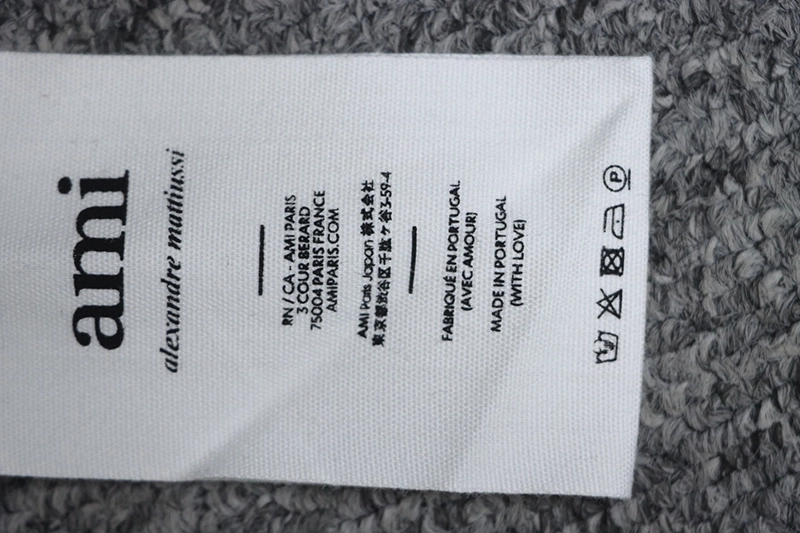 ami
alexandre mattiussi
RN / CA - AMI PARIS
3 COUR BERARD
75004 PARIS FRANCE
AMIPARIS.COM
AMI Paris Japan 株式会社
東京都渋谷区千駄ヶ谷3-59-4
FABRIQUÉ EN PORTUGAL
(AVEC AMOUR)
MADE IN PORTUGAL
(WITH LOVE)
P